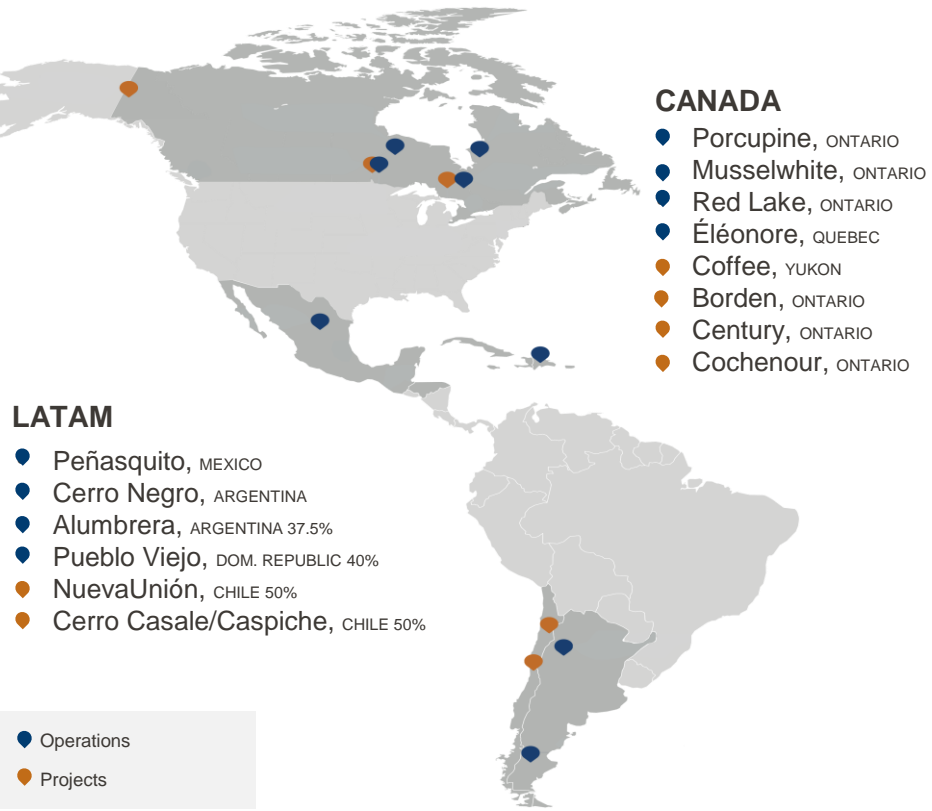 CANADA
Porcupine, ONTARIO
Musselwhite, ONTARIO
Red Lake, ONTARIO
Éléonore, QUEBEC
Coffee, YUKON
Borden, ONTARIO
Century, ONTARIO
Cochenour, ONTARIO
LATAM
Peñasquito, MEXICO
Cerro Negro, ARGENTINA
Alumbrera, ARGENTINA 37.5%
Pueblo Viejo, DOM. REPUBLIC 40%
NuevaUnión, CHILE 50%
Cerro Casale/Caspiche, CHILE 50%
Operations
Projects